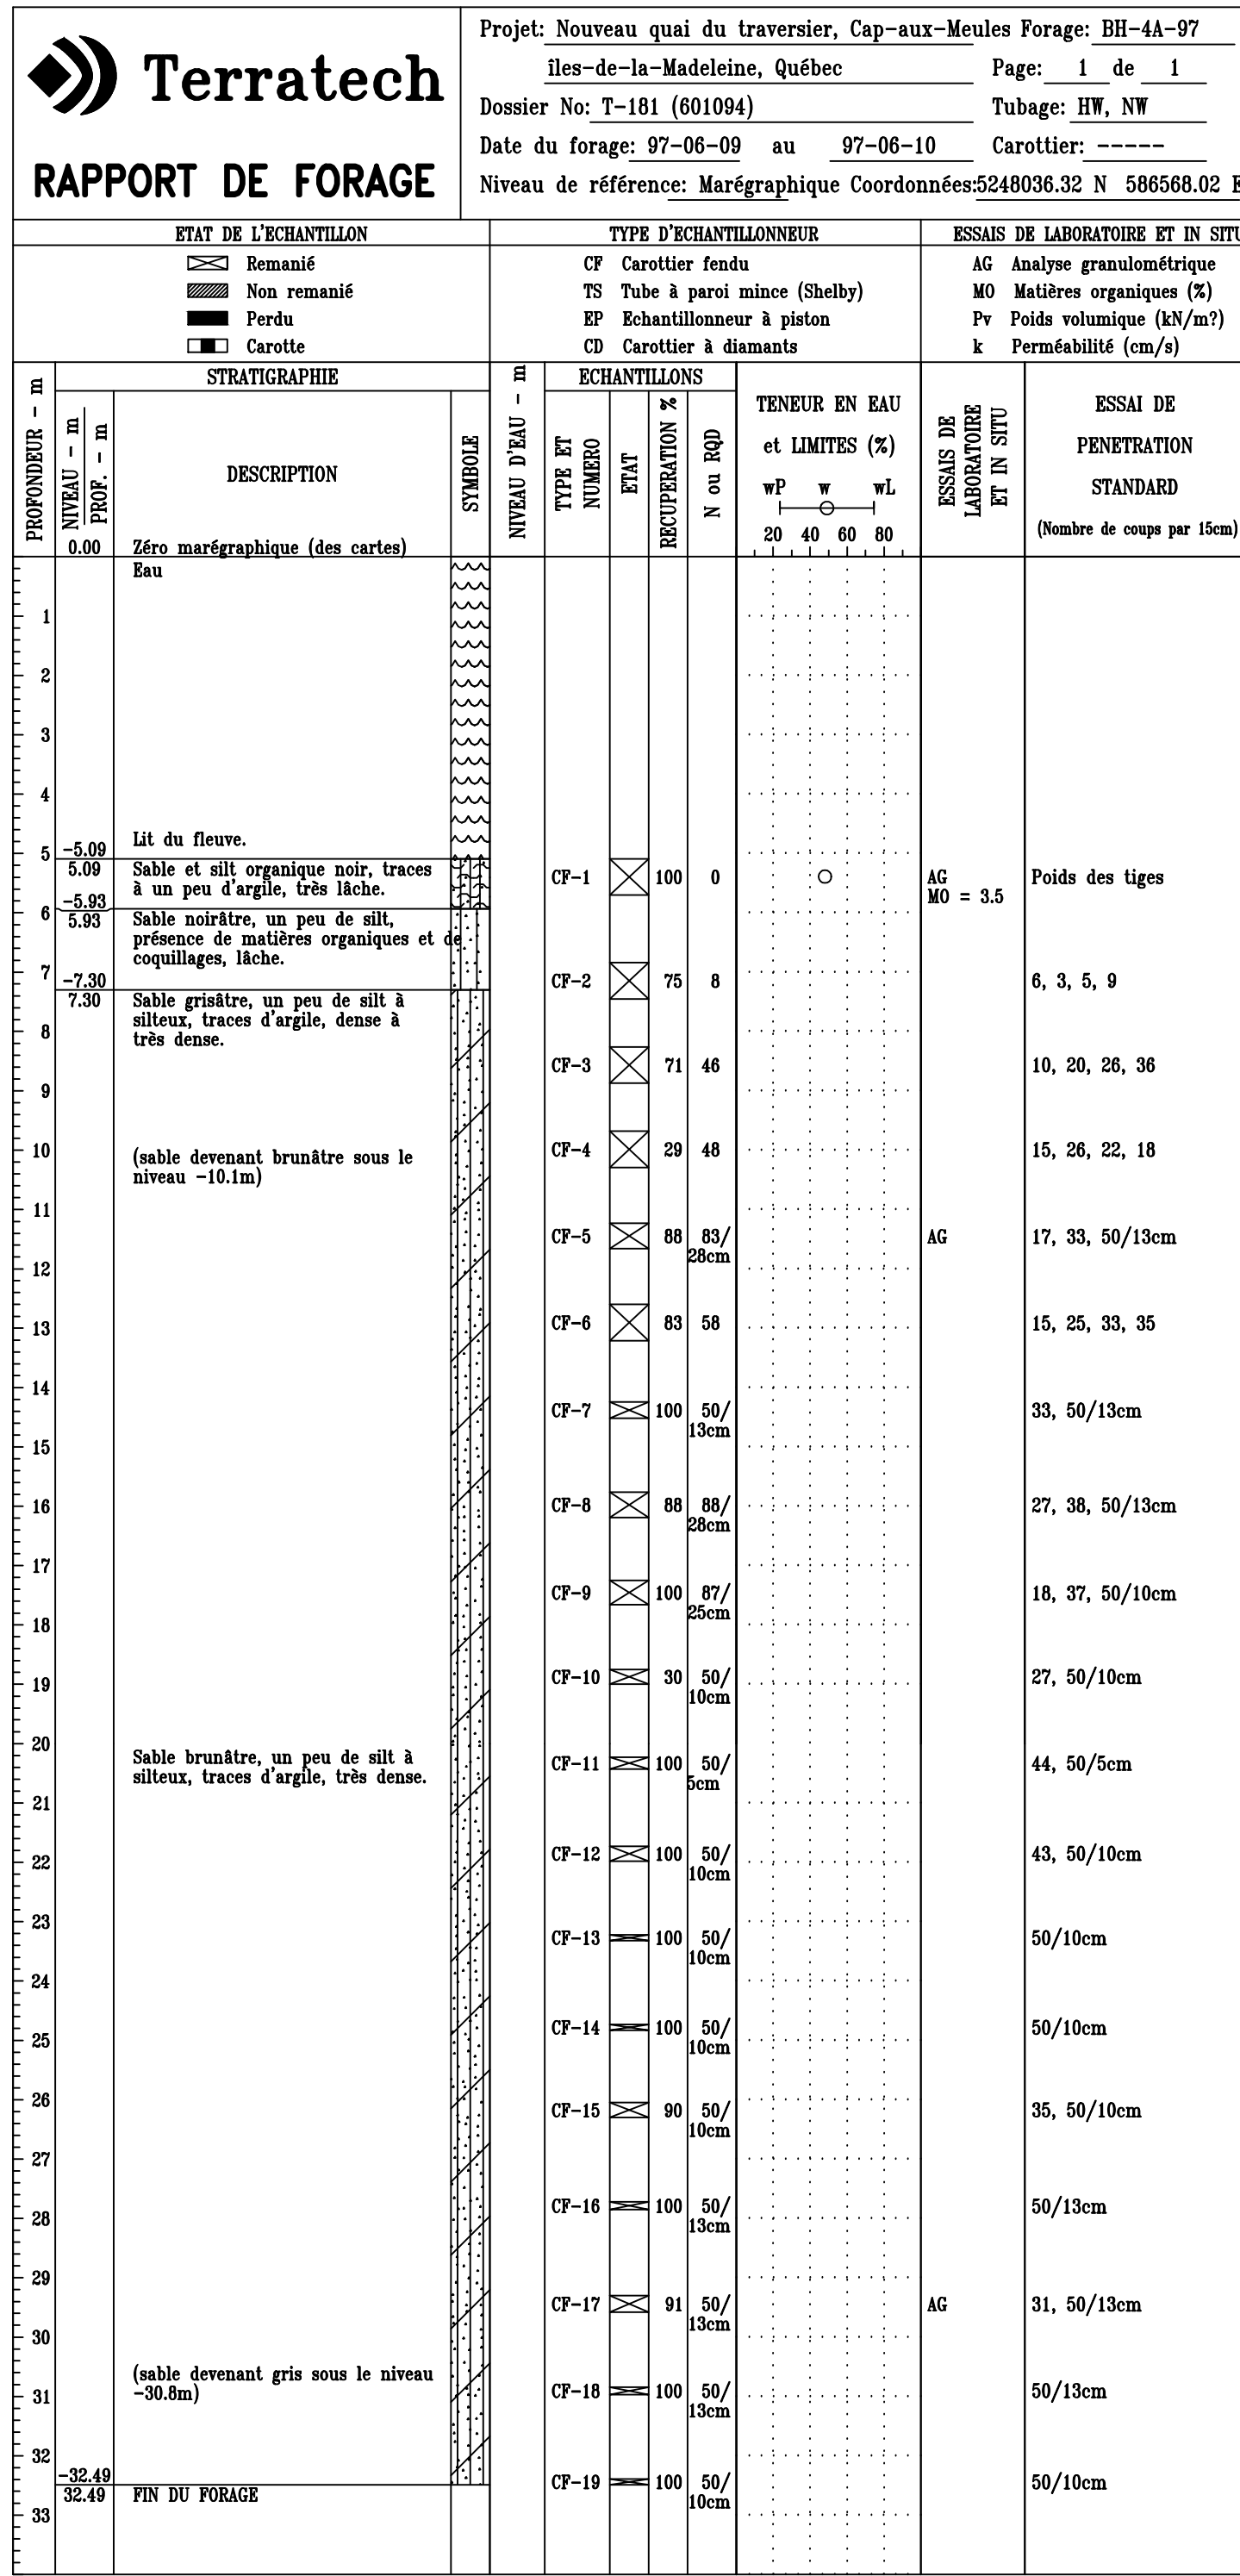 Terratech
RAPPORT DE FORAGE
Projet: Nouveau quai du traversier, Cap-aux-Meules Forage: BH-4A-97
îles-de-la-Madeleine, Québec Page: 1 de 1
Dossier No: T-181 (601094) Tubage: HW, NW
Date du forage: 97-06-09 au 97-06-10 Carottier: -----
Niveau de référence: Marégraphique Coordonnées:5248036.32 N 586568.02 E
ETAT DE L'ECHANTILLON
Remanié
Non remanié
Perdu
Carotte
TYPE D'ECHANTILLONNEUR
CF Carottier fendu
TS Tube à paroi mince (Shelby)
EP Echantillonneur à piston
CD Carottier à diamants
ESSAIS DE LABORATOIRE ET IN SITU
AG Analyse granulométrique
MO Matières organiques (%)
Pv Poids volumique (kN/m?)
k Perméabilité (cm/s)
PROFONDEUR - m
STRATIGRAPHIE
NIVEAU - m
PROF. - m
DESCRIPTION
SYMBOLE
NIVEAU D'EAU - m
ECHANTILLONS
TYPE ET
NUMERO
ETAT
RECUPERATION %
N ou RQD
TENEUR EN EAU
et LIMITES (%)
wP w wL
20 40 60 80
ESSAIS DE
LABORATOIRE
ET IN SITU
ESSAI DE
PENETRATION
STANDARD
(Nombre de coups par 15cm)
0.00 Zéro marégraphique (des cartes)
Eau
1
2
3
4
Lit du fleuve.
5 -5.09
5.09 Sable et silt organique noir, traces
à un peu d'argile, très lâche.
CF-1 100 0 AG Poids des tiges
MO = 3.5
-5.93
6 5.93 Sable noirâtre, un peu de silt,
présence de matières organiques et de
coquillages, lâche.
7 -7.30
CF-2 75 8 6, 3, 5, 9
7.30 Sable grisâtre, un peu de silt à
silteux, traces d'argile, dense à
très dense.
8
CF-3 71 46 10, 20, 26, 36
9
10 (sable devenant brunâtre sous le
niveau -10.1m)
CF-4 29 48 15, 26, 22, 18
11
CF-5 88 83/ AG 17, 33, 50/13cm
28cm
12
13 CF-6 83 58 15, 25, 33, 35
14
CF-7 100 50/ 33, 50/13cm
13cm
15
16 CF-8 88 88/ 27, 38, 50/13cm
28cm
17
CF-9 100 87/ 18, 37, 50/10cm
25cm
18
19 CF-10 30 50/ 27, 50/10cm
10cm
20
Sable brunâtre, un peu de silt à
silteux, traces d'argile, très dense.
CF-11 100 50/ 44, 50/5cm
5cm
21
22 CF-12 100 50/ 43, 50/10cm
10cm
23
CF-13 100 50/ 50/10cm
10cm
24
25 CF-14 100 50/ 50/10cm
10cm
26 CF-15 90 50/ 35, 50/10cm
10cm
27
28 CF-16 100 50/ 50/13cm
13cm
29
CF-17 91 50/ AG 31, 50/13cm
13cm
30
(sable devenant gris sous le niveau
-30.8m)
31 CF-18 100 50/ 50/13cm
13cm
32
-32.49
32.49 FIN DU FORAGE
CF-19 100 50/ 50/10cm
10cm
33